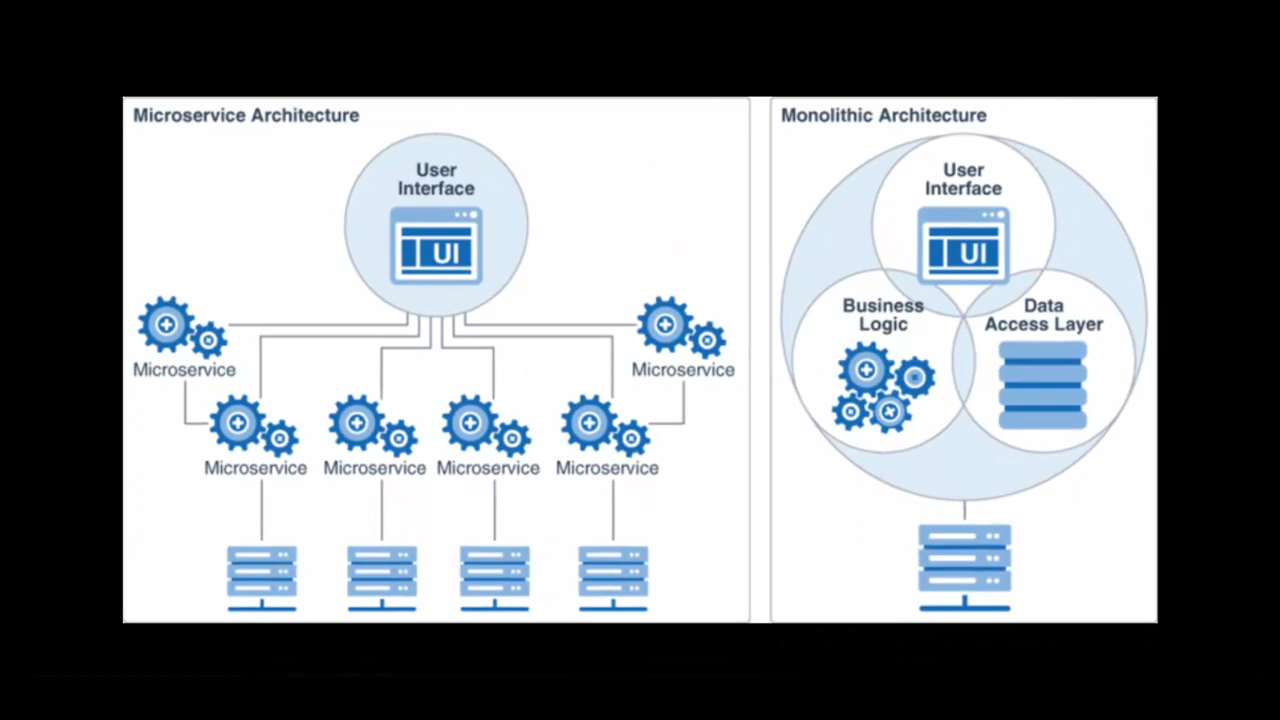 Microservice Architecture
User
Interface
UI
Microservice
Microservice
Microservice
Microservice
Microservice
Microservice
Monolithic Architecture
User
Interface
UI
Business
Logic
Data
Access Layer